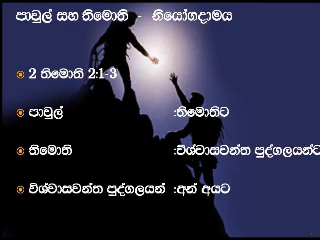 පාවුල් සහ තිමොති - නියෝගදාමය
2 තිමොති 2:1-3
පාවුල් :තිමොතිට
තිමොති :විශ්වාසවන්ත පුද්ගලයන්ට
විශ්වාසවන්ත පුද්ගලයන් :අන් අයට